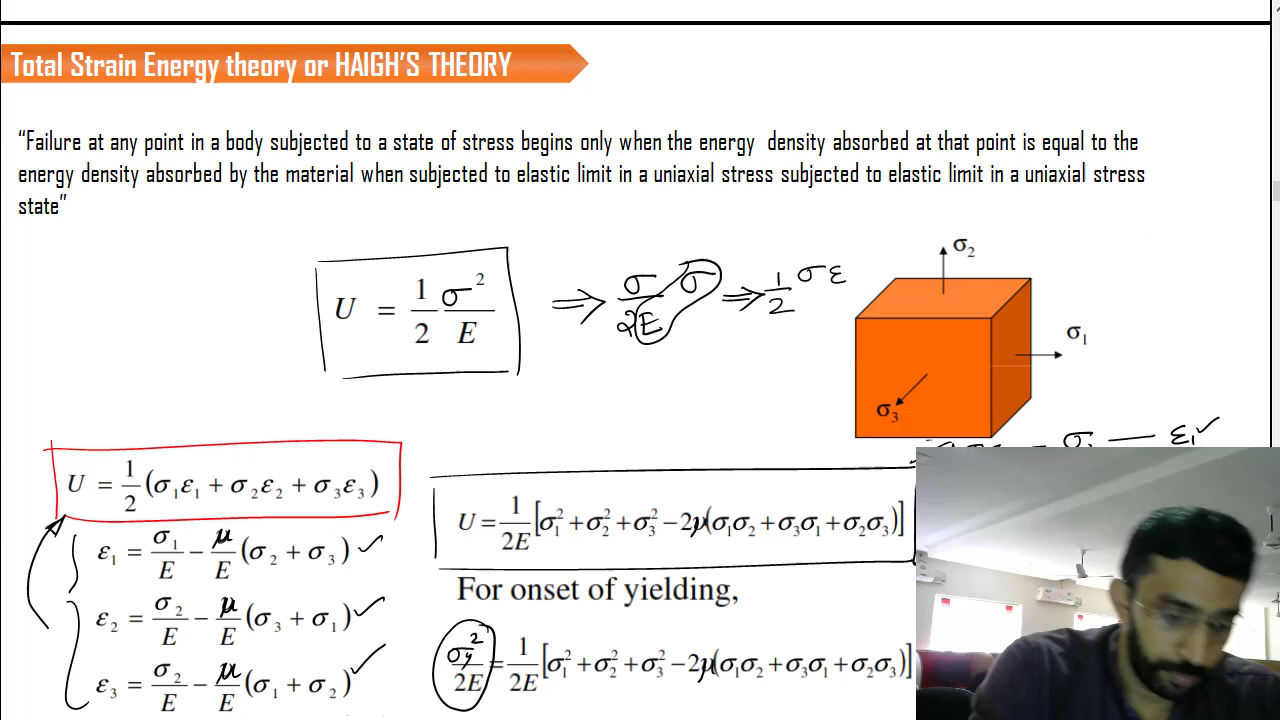 Total Strain Energy theory or HAIGH'S THEORY
“Failure at any point in a body subjected to a state of stress begins only when the energy density absorbed at that point is equal to the
energy density absorbed by the material when subjected to elastic limit in a uniaxial stress subjected to elastic limit in a uniaxial stress
state”
U = 1/2 σ²/E ⇒ σ/2E σ ⇒ 1/2 σε
σ₂
σ₁
σ₃
σ₁ — ε₁✓
U = 1/2 (σ₁ε₁ + σ₂ε₂ + σ₃ε₃)
ε₁ = σ₁/E − μ/E (σ₂ + σ₃) ✓
ε₂ = σ₂/E − μ/E (σ₃ + σ₁) ✓
ε₃ = σ₂/E − μ/E (σ₁ + σ₂) ✓
U = 1/2E [σ₁² + σ₂² + σ₃² − 2μ(σ₁σ₂ + σ₃σ₁ + σ₂σ₃)]
For onset of yielding,
σy²/2E = 1/2E [σ₁² + σ₂² + σ₃² − 2μ(σ₁σ₂ + σ₃σ₁ + σ₂σ₃)]